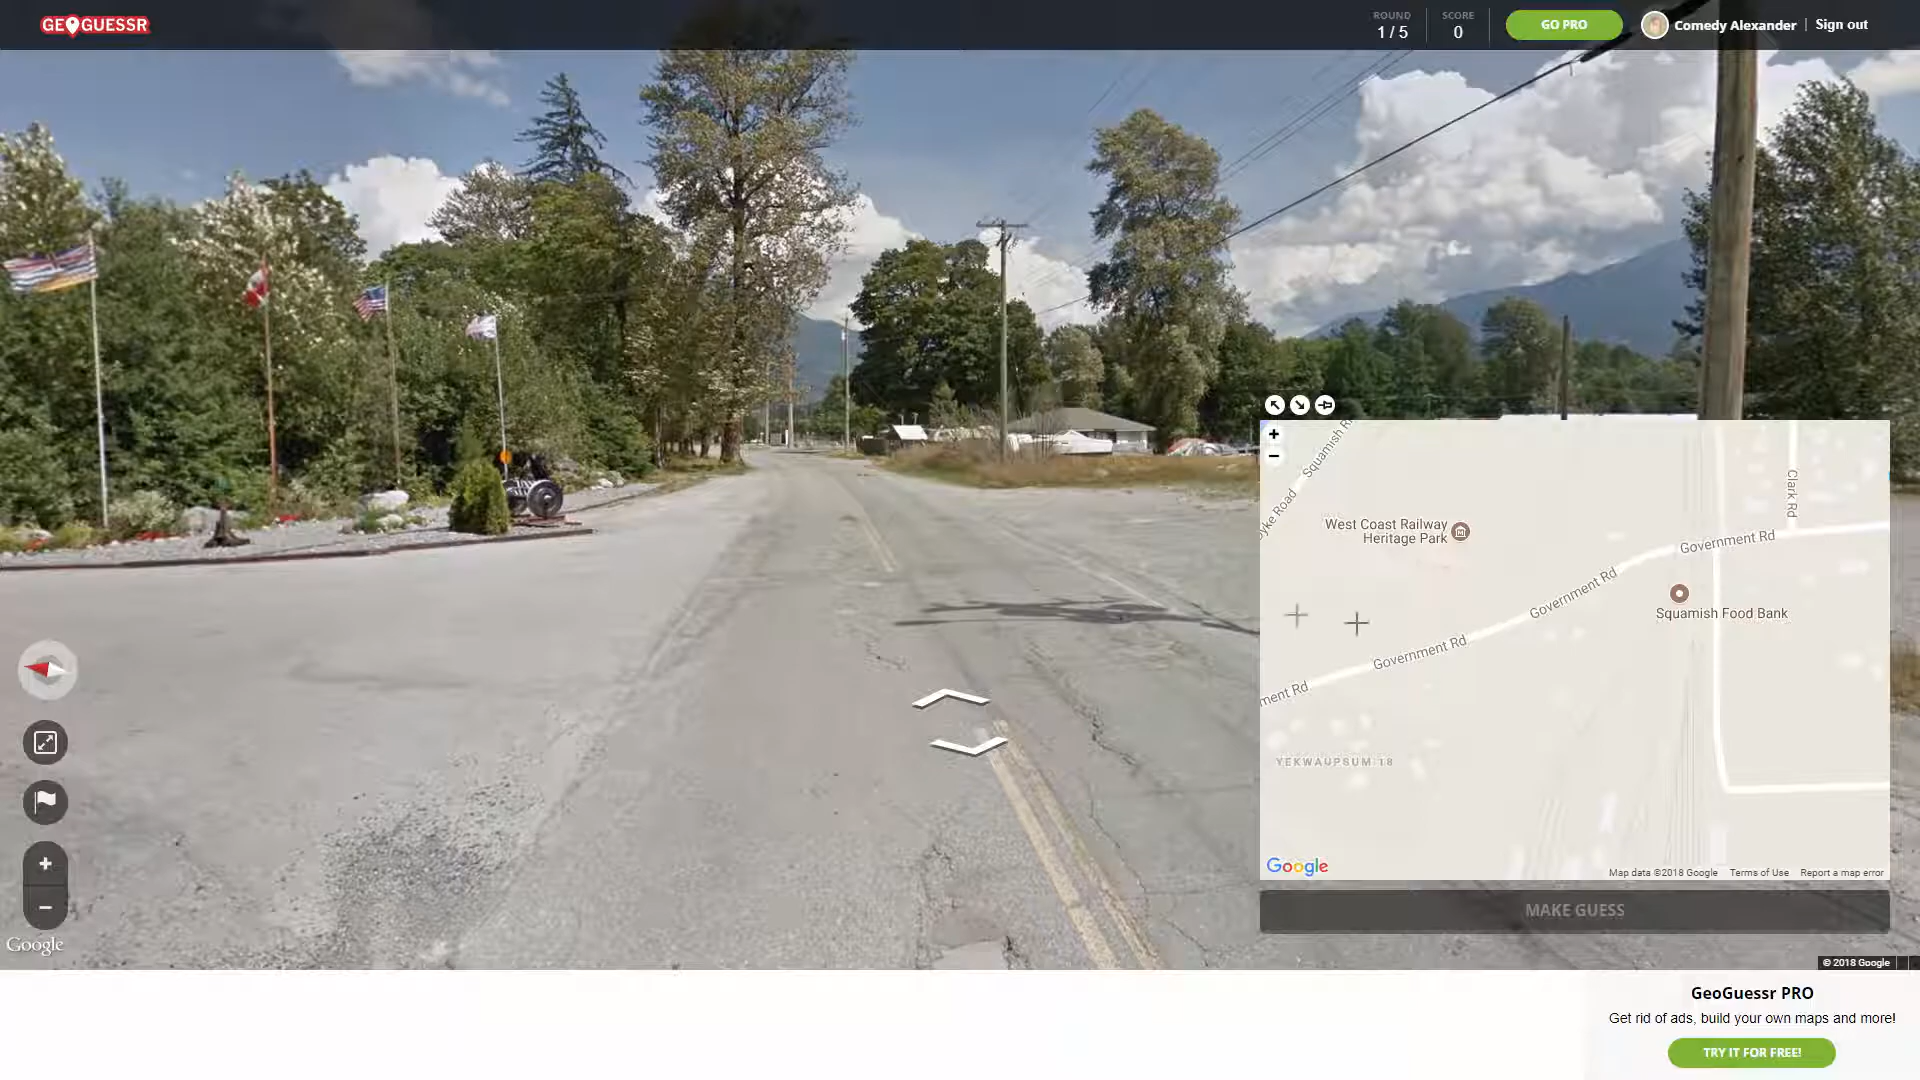 GEOGUESSR
ROUND
1 / 5
SCORE
0
GO PRO
Comedy Alexander
Sign out
Squamish
Road
West Coast Railway
Heritage Park
Clark Rd
Government Rd
Government Rd
Squamish Food Bank
Government Rd
ment Rd
YEKWAUPSUM 18
Google
Map data ©2018 Google
Terms of Use
Report a map error
MAKE GUESS
Google
© 2018 Google
GeoGuessr PRO
Get rid of ads, build your own maps and more!
TRY IT FOR FREE!